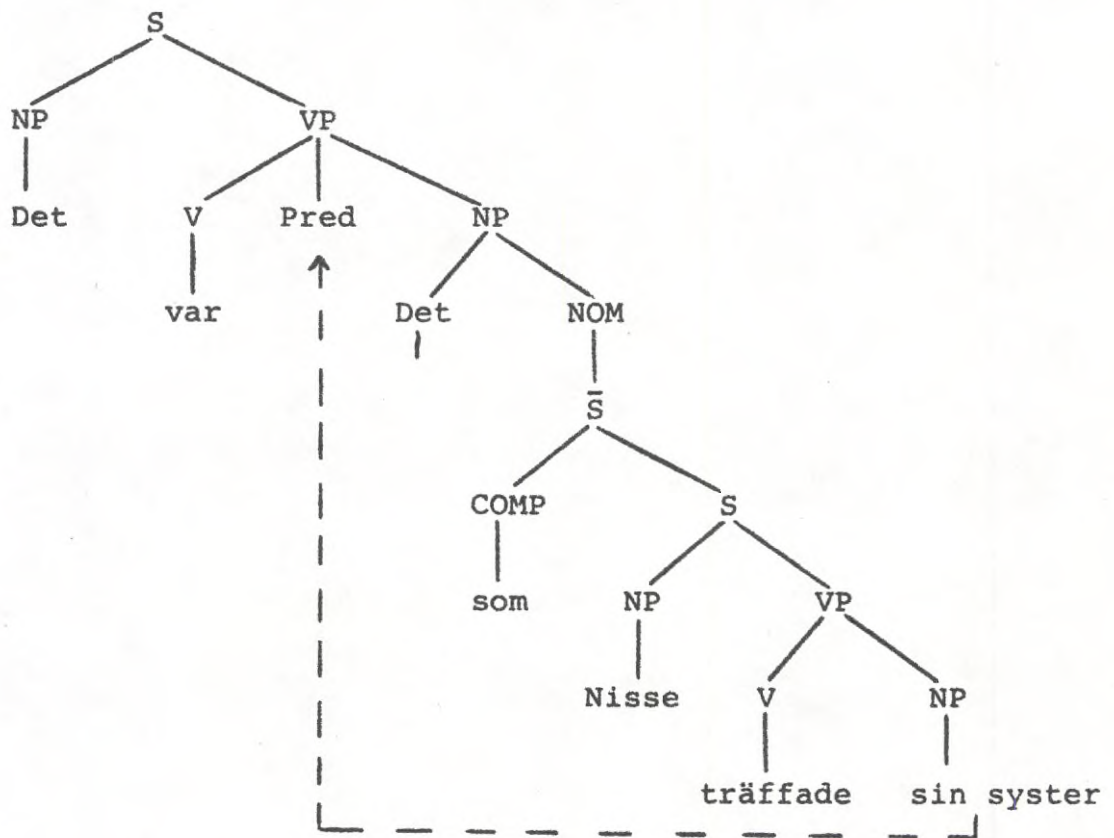 S
NP VP
Det V Pred NP
var Det NOM
S̄
COMP S
som NP VP
Nisse V NP
träffade sin syster